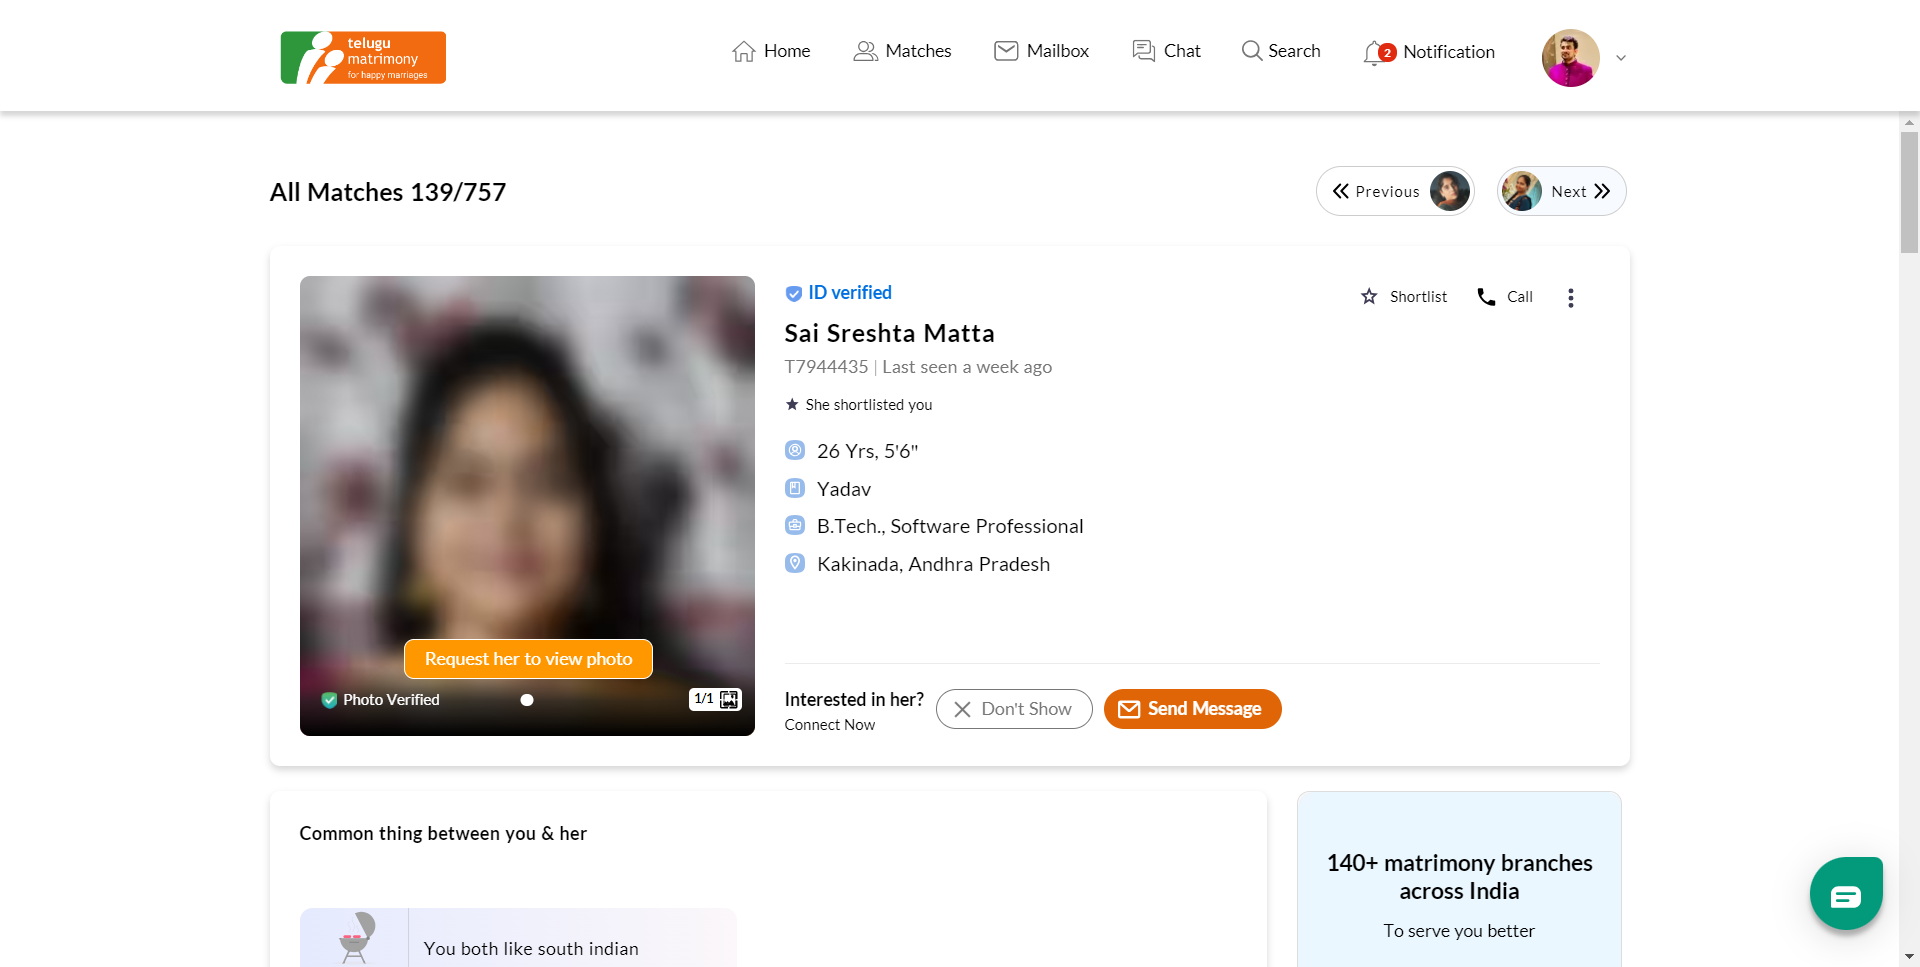 telugu
matrimony
for happy marriages
Home
Matches
Mailbox
Chat
Search
2
Notification
All Matches 139/757
Previous
Next
ID verified
Shortlist
Call
Sai Sreshta Matta
T7944435 | Last seen a week ago
She shortlisted you
26 Yrs, 5'6"
Yadav
B.Tech., Software Professional
Kakinada, Andhra Pradesh
Request her to view photo
Photo Verified
1/1
Interested in her?
Connect Now
Don't Show
Send Message
Common thing between you & her
You both like south indian
140+ matrimony branches
across India
To serve you better